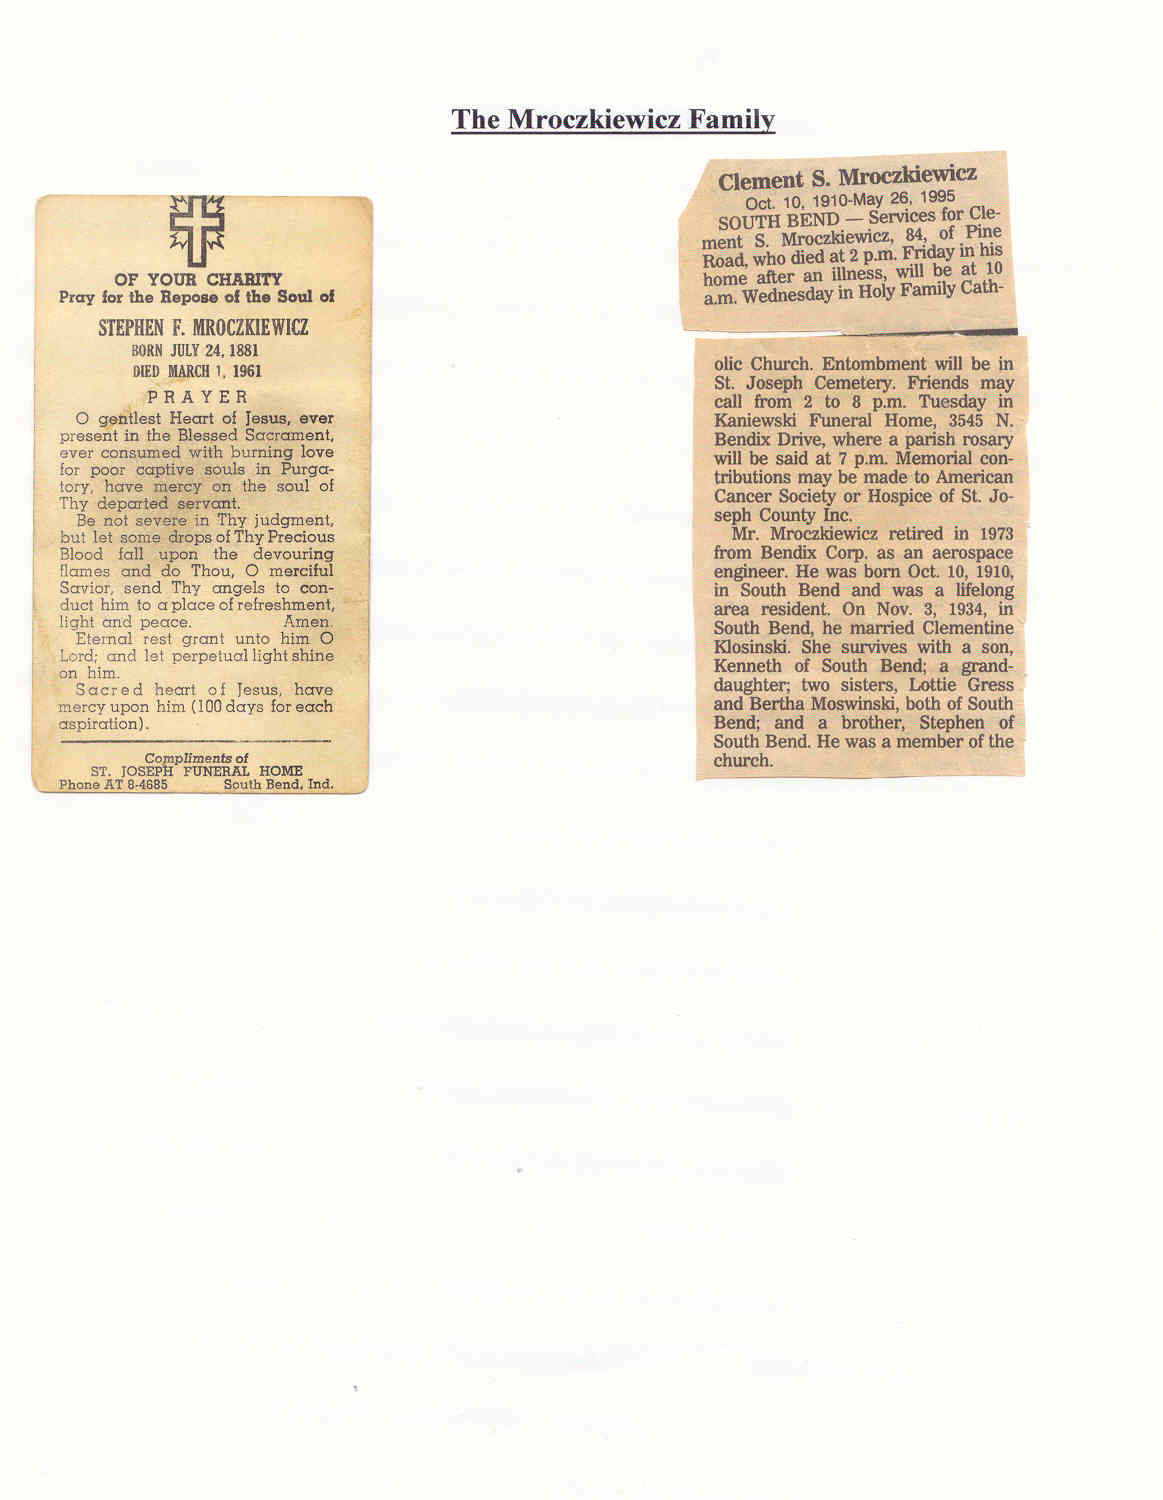 The Mroczkiewicz Family
OF YOUR CHARITY
Pray for the Repose of the Soul of
STEPHEN F. MROCZKIEWICZ
BORN JULY 24, 1881
DIED MARCH 1, 1961
PRAYER
O gentlest Heart of Jesus, ever
present in the Blessed Sacrament,
ever consumed with burning love
for poor captive souls in Purga-
tory, have mercy on the soul of
Thy departed servant.
Be not severe in Thy judgment,
but let some drops of Thy Precious
Blood fall upon the devouring
flames and do Thou, O merciful
Savior, send Thy angels to con-
duct him to a place of refreshment,
light and peace. Amen.
Eternal rest grant unto him O
Lord; and let perpetual light shine
on him.
Sacred heart of Jesus, have
mercy upon him (100 days for each
aspiration).
Compliments of
ST. JOSEPH FUNERAL HOME
Phone AT 8-4685 South Bend, Ind.
Clement S. Mroczkiewicz
Oct. 10, 1910-May 26, 1995
SOUTH BEND — Services for Cle-
ment S. Mroczkiewicz, 84, of Pine
Road, who died at 2 p.m. Friday in his
home after an illness, will be at 10
a.m. Wednesday in Holy Family Cath-
olic Church. Entombment will be in
St. Joseph Cemetery. Friends may
call from 2 to 8 p.m. Tuesday in
Kaniewski Funeral Home, 3545 N.
Bendix Drive, where a parish rosary
will be said at 7 p.m. Memorial con-
tributions may be made to American
Cancer Society or Hospice of St. Jo-
seph County Inc.
Mr. Mroczkiewicz retired in 1973
from Bendix Corp. as an aerospace
engineer. He was born Oct. 10, 1910,
in South Bend and was a lifelong
area resident. On Nov. 3, 1934, in
South Bend, he married Clementine
Klosinski. She survives with a son,
Kenneth of South Bend; a grand-
daughter; two sisters, Lottie Gress
and Bertha Moswinski, both of South
Bend; and a brother, Stephen of
South Bend. He was a member of the
church.